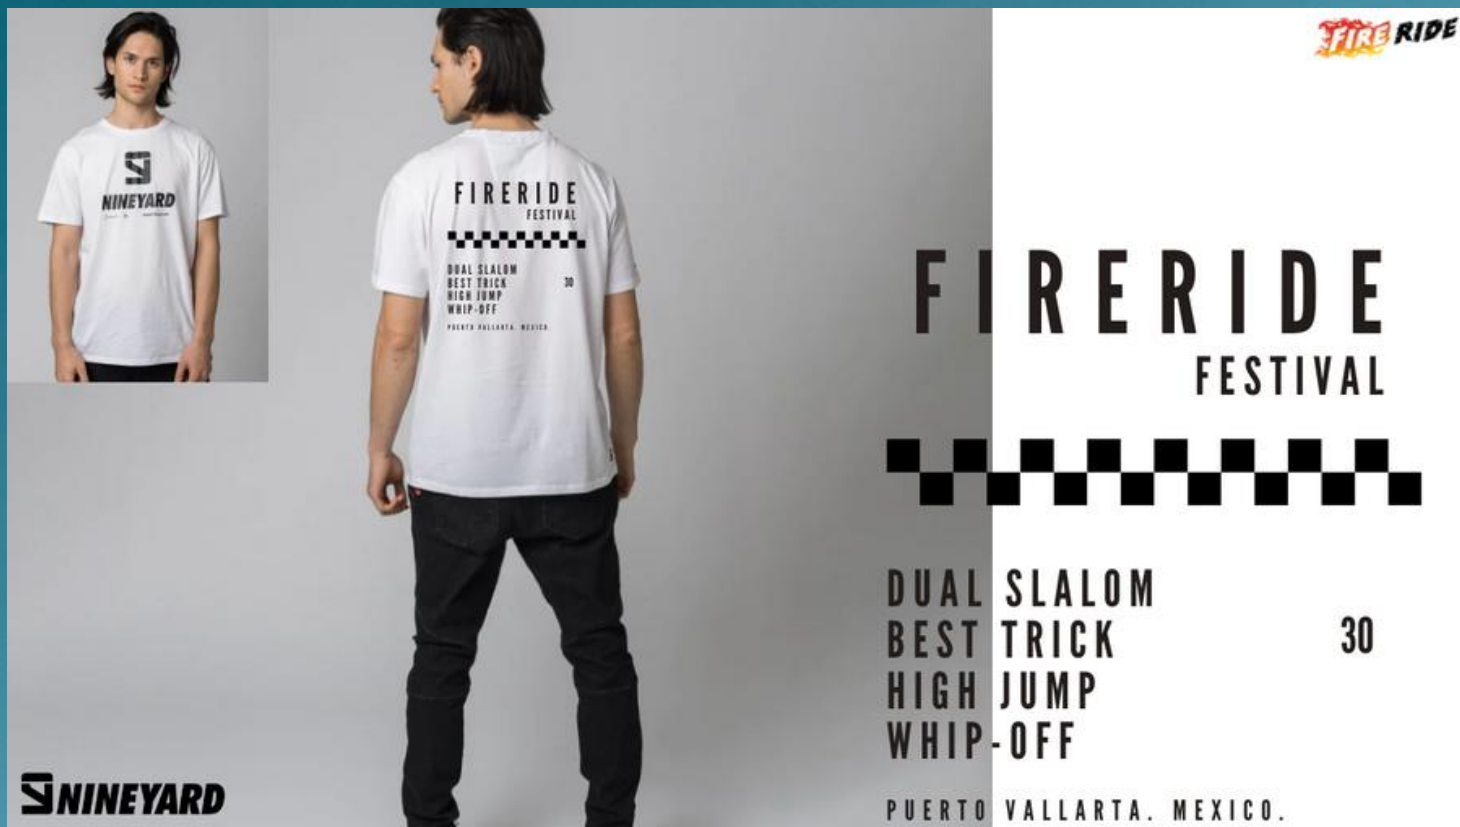 NINEYARD
FIRERIDE
FESTIVAL
DUAL SLALOM
BEST TRICK
30
HIGH JUMP
WHIP-OFF
PUERTO VALLARTA. MEXICO.
FIRE RIDE
FIRERIDE
FESTIVAL
DUAL SLALOM
BEST TRICK
30
HIGH JUMP
WHIP-OFF
PUERTO VALLARTA. MEXICO.
NINEYARD